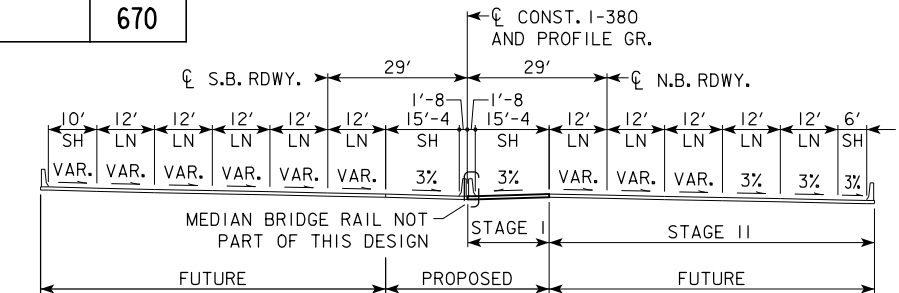 670
℄ CONST. I-380
AND PROFILE GR.
29' 29'
℄ S.B. RDWY. ℄ N.B. RDWY.
1'-8 1'-8
10' 12' 12' 12' 12' 12' 15'-4 15'-4 12' 12' 12' 12' 12' 6'
SH LN LN LN LN LN SH SH LN LN LN LN LN SH
VAR. VAR. VAR. VAR. VAR. VAR. 3% 3% VAR. VAR. VAR. 3% 3% 3%
MEDIAN BRIDGE RAIL NOT
PART OF THIS DESIGN
STAGE I STAGE II
FUTURE PROPOSED FUTURE